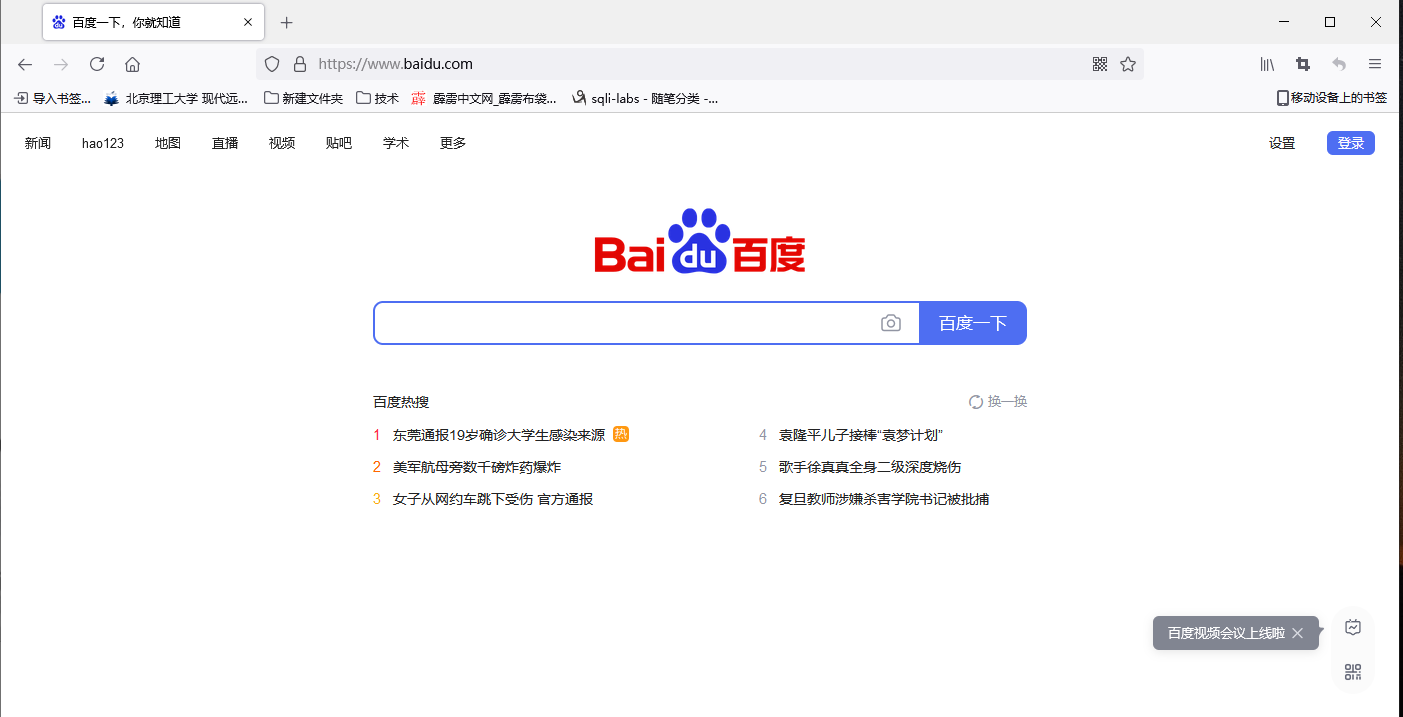 百度一下，你就知道
https://www.baidu.com
导入书签... 北京理工大学 现代远... 新建文件夹 技术 霹雳中文网_霹雳布袋... sqli-labs - 随笔分类 -... 移动设备上的书签
新闻 hao123 地图 直播 视频 贴吧 学术 更多 设置 登录
Bai du 百度
百度一下
百度热搜 换一换
1 东莞通报19岁确诊大学生感染来源 热
2 美军航母旁数千磅炸药爆炸
3 女子从网约车跳下受伤 官方通报
4 袁隆平儿子接棒“袁梦计划”
5 歌手徐真真全身二级深度烧伤
6 复旦教师涉嫌杀害学院书记被批捕
百度视频会议上线啦